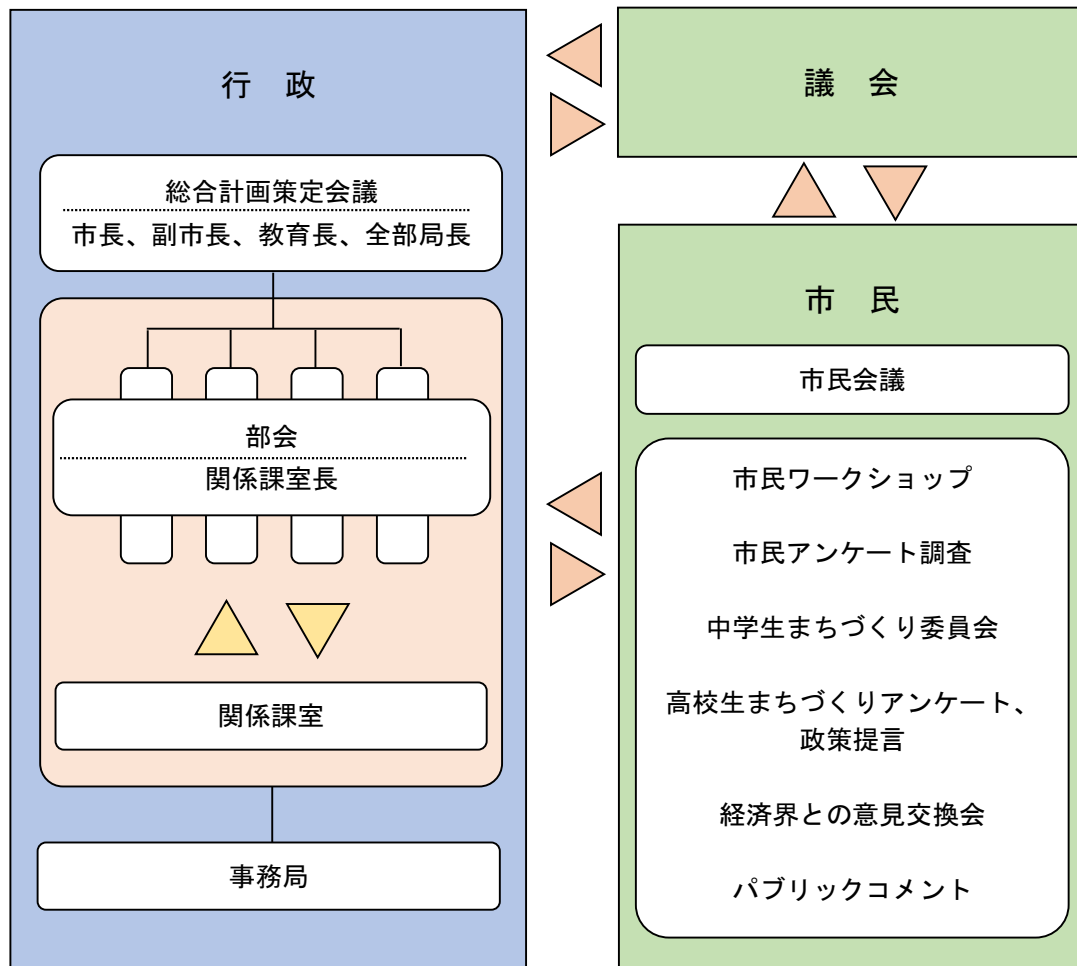 行 政
総合計画策定会議
市長、副市長、教育長、全部局長
部会
関係課室長
関係課室
事務局
議 会
市 民
市民会議
市民ワークショップ
市民アンケート調査
中学生まちづくり委員会
高校生まちづくりアンケート、
政策提言
経済界との意見交換会
パブリックコメント